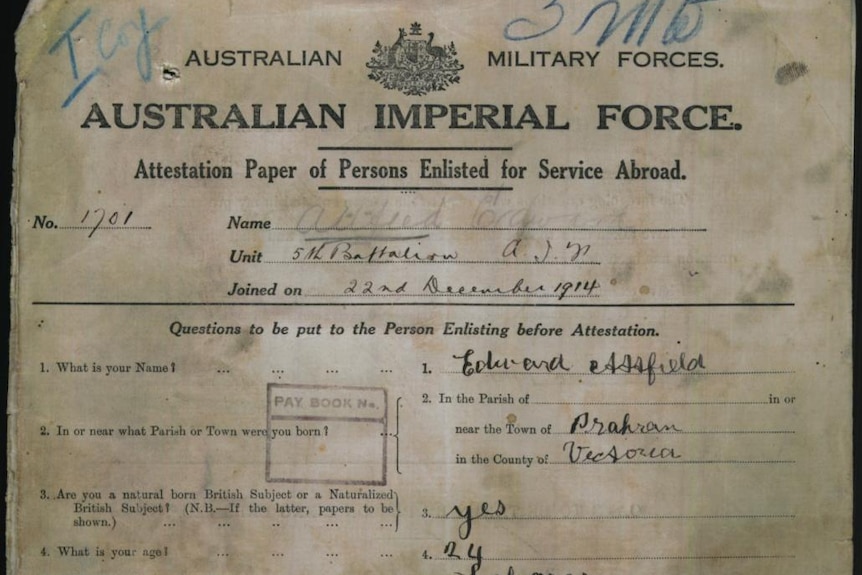 I Coy
AUSTRALIAN MILITARY FORCES.
AUSTRALIAN IMPERIAL FORCE.
Attestation Paper of Persons Enlisted for Service Abroad.
No. 1701 Name Attfield Edward
Unit 5th Battalion A.I.F
Joined on 22nd December 1914
Questions to be put to the Person Enlisting before Attestation.
1. What is your Name? ... ... ... ... 1. Edward Attsfield
PAY BOOK No.
2. In the Parish of in or
2. In or near what Parish or Town were you born? ... near the Town of Prahran
in the County of Victoria
3. Are you a natural born British Subject or a Naturalized
British Subject? (N.B.—If the latter, papers to be
shown.) ... ... ... ... 3. yes
4. What is your age? ... ... ... ... 4. 24